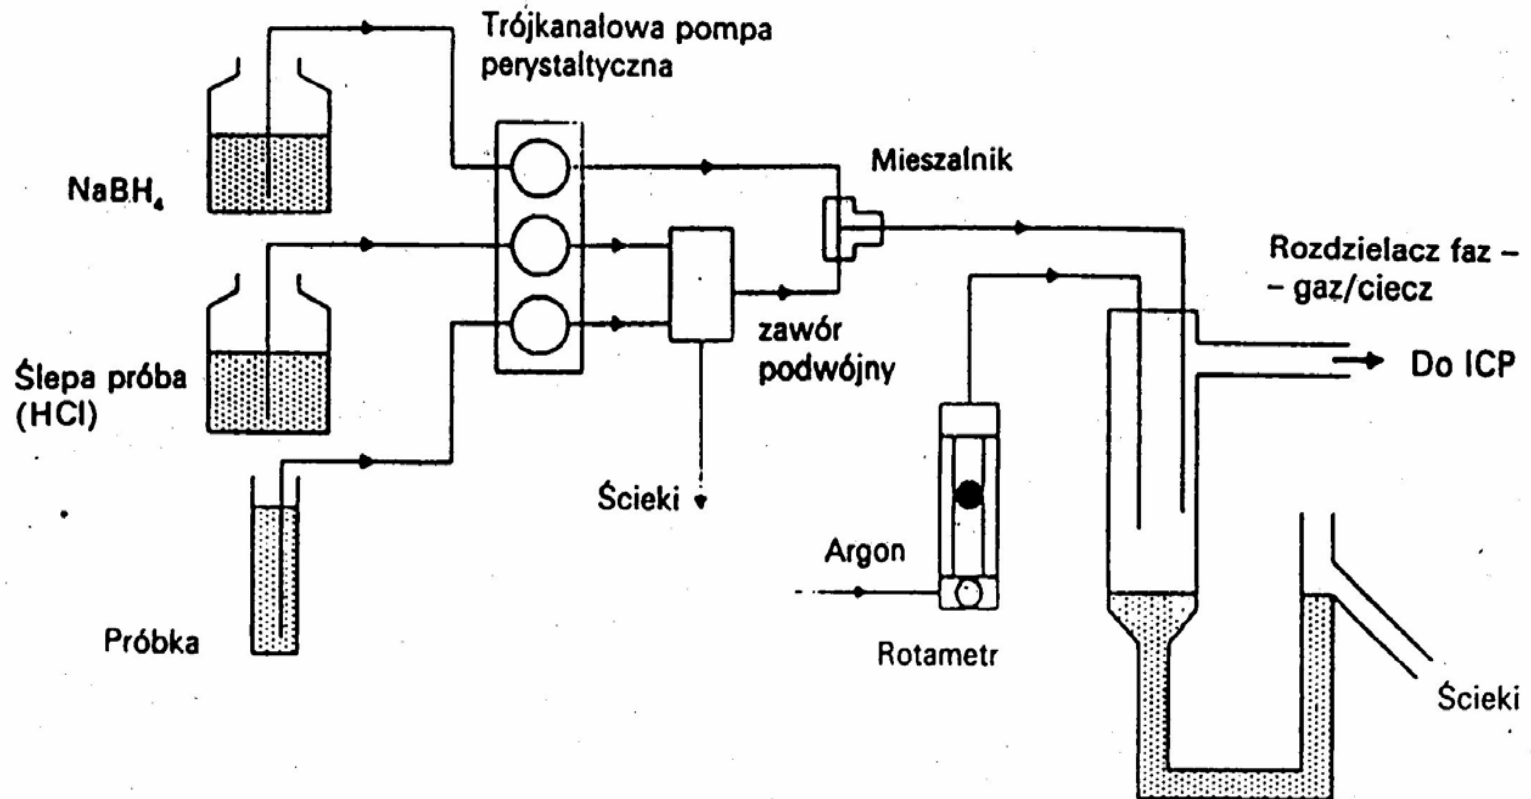 Trójkanałowa pompa
perystaltyczna
NaBH₄
Mieszalnik
Rozdzielacz faz –
– gaz/ciecz
Ślepa próba
(HCl)
zawór
podwójny
Do ICP
Ścieki
Argon
Próbka
Rotametr
Ścieki